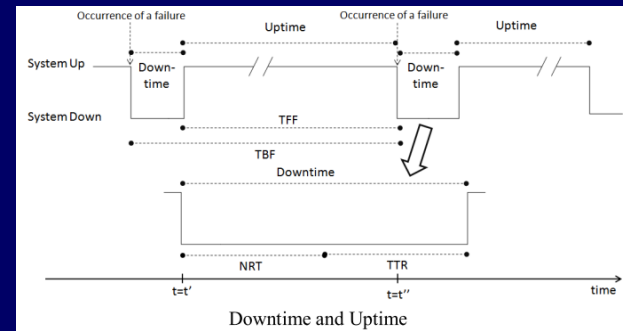 Occurrence of a failure
Occurrence of a failure
Uptime
Uptime
System Up
Down-
time
Down-
time
System Down
TFF
TBF
Downtime
NRT
TTR
t=t'
t=t''
time
Downtime and Uptime